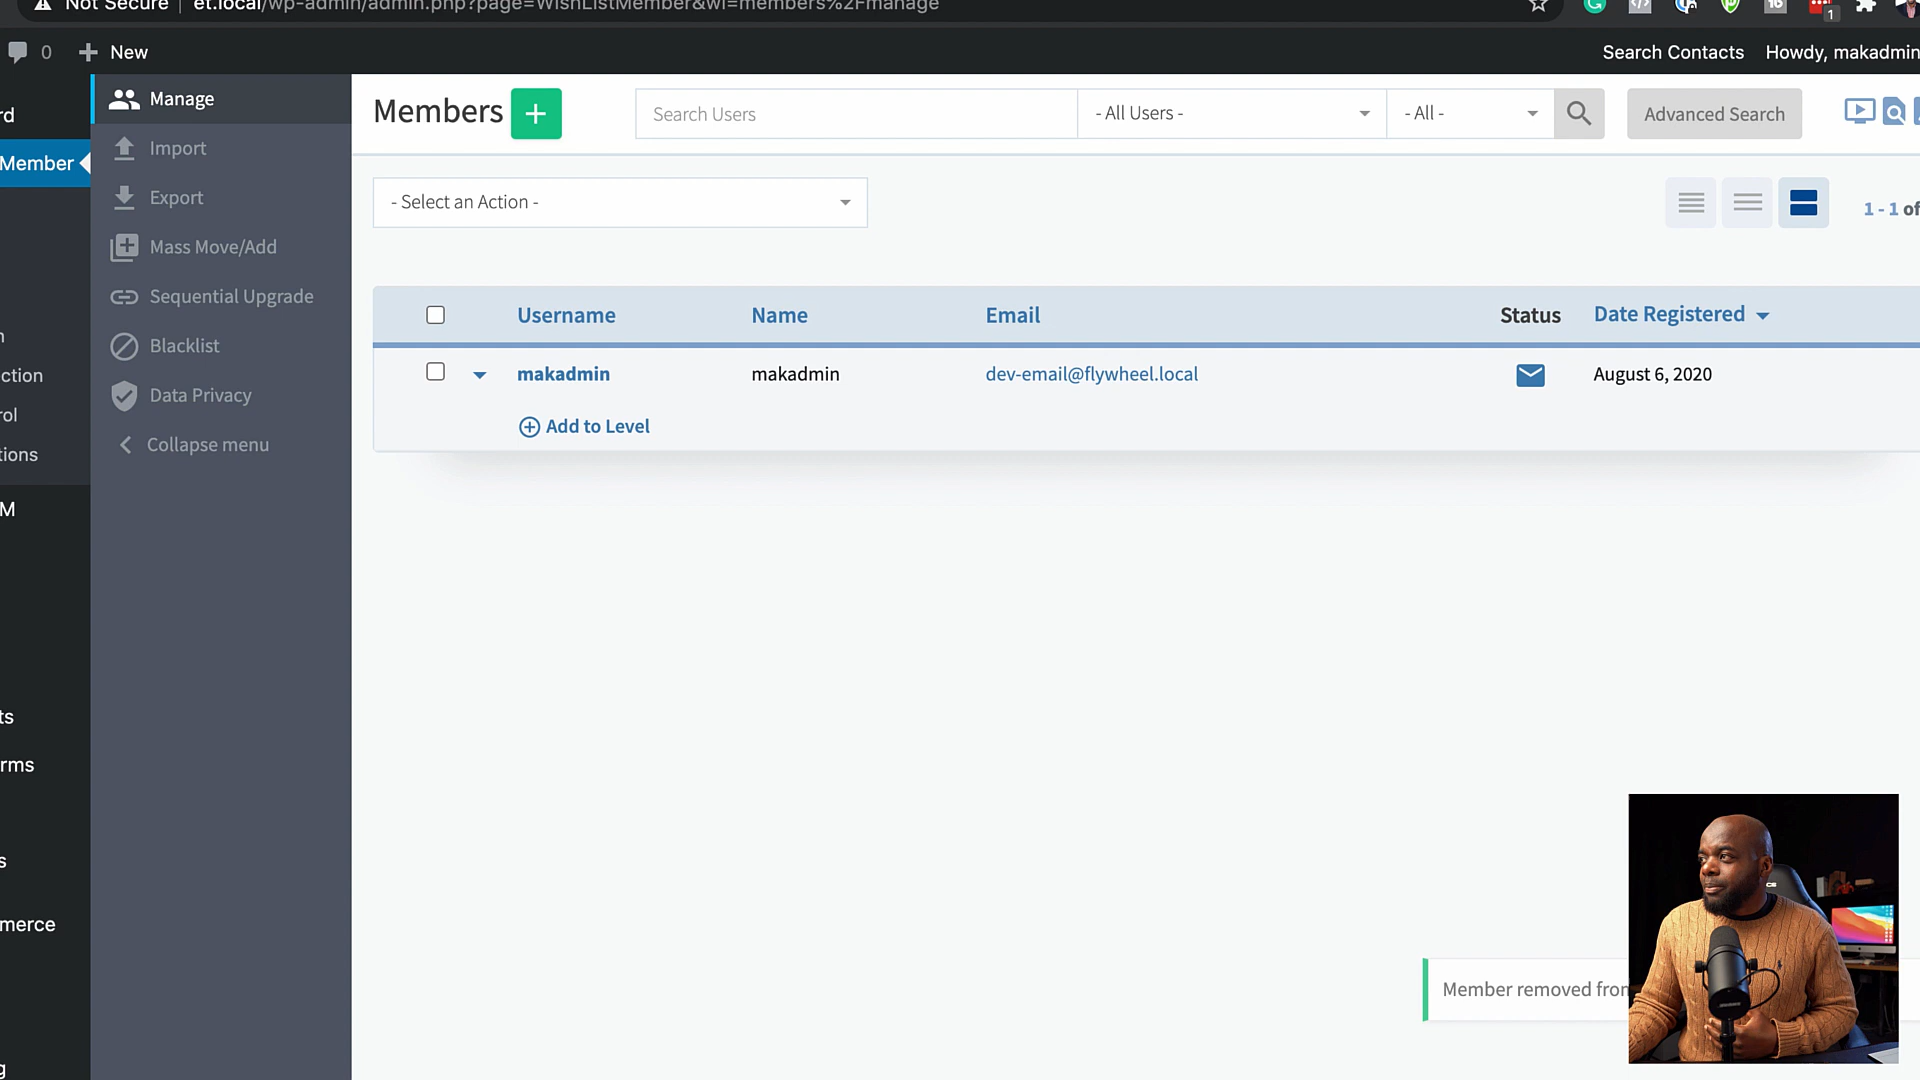 Not Secure | et.local/wp-admin/admin.php?page=WishListMember&wl=members%2Fmanage
1
0 New Search Contacts Howdy, makadmin
Manage
Import
Export
Mass Move/Add
Sequential Upgrade
Blacklist
Data Privacy
Collapse menu
rd
Member
n
ction
rol
tions
M
ts
rms
s
merce
g
Members + Search Users - All Users - - All - Advanced Search
- Select an Action - 1 - 1 of
Username Name Email Status Date Registered
makadmin makadmin dev-email@flywheel.local August 6, 2020
Add to Level
Member removed from